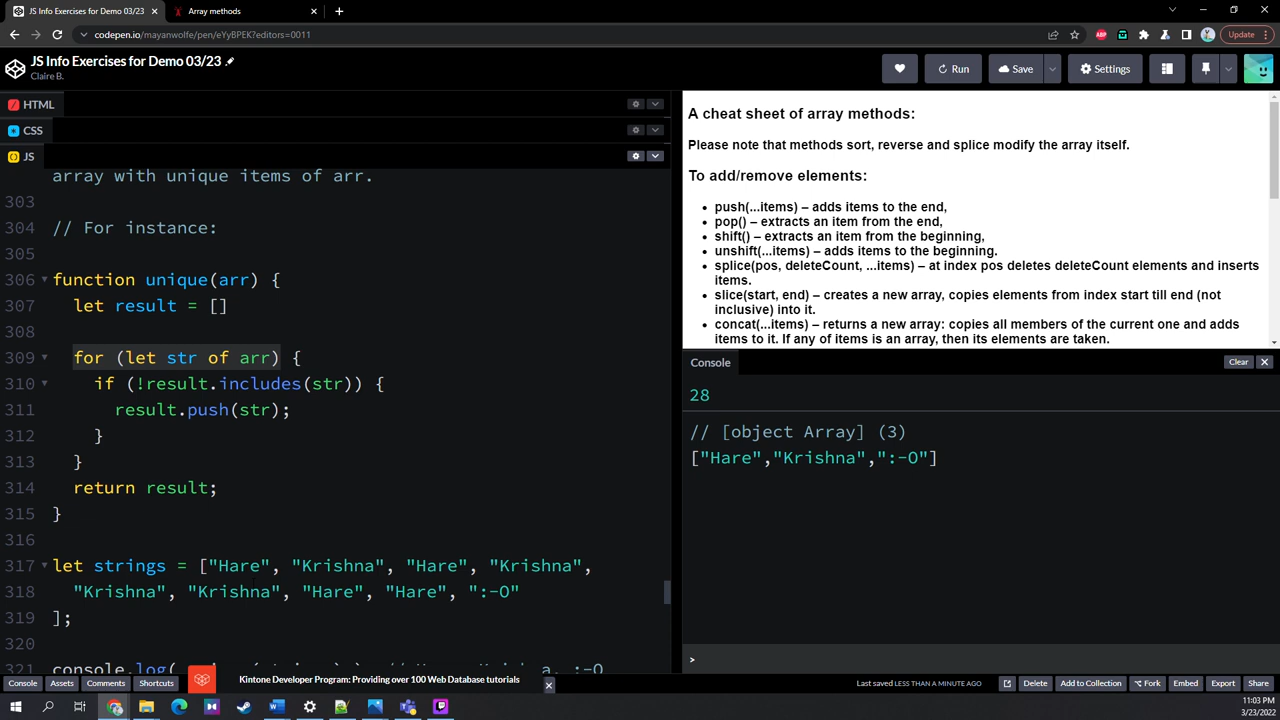 JS Info Exercises for Demo 03/23
Array methods
codepen.io/mayanwolfe/pen/eYyBPEK?editors=0011
Update
JS Info Exercises for Demo 03/23
Claire B.
Run
Save
Settings
HTML
CSS
JS
array with unique items of arr.
303
304 // For instance:
305
306 function unique(arr) {
307 let result = []
308
309 for (let str of arr) {
310 if (!result.includes(str)) {
311 result.push(str);
312 }
313 }
314 return result;
315 }
316
317 let strings = ["Hare", "Krishna", "Hare", "Krishna",
318 "Krishna", "Krishna", "Hare", "Hare", ":-O"
319 ];
320
A cheat sheet of array methods:
Please note that methods sort, reverse and splice modify the array itself.
To add/remove elements:
push(...items) – adds items to the end,
pop() – extracts an item from the end,
shift() – extracts an item from the beginning,
unshift(...items) – adds items to the beginning.
splice(pos, deleteCount, ...items) – at index pos deletes deleteCount elements and inserts
items.
slice(start, end) – creates a new array, copies elements from index start till end (not
inclusive) into it.
concat(...items) – returns a new array: copies all members of the current one and adds
items to it. If any of items is an array, then its elements are taken.
Console
Clear
28
// [object Array] (3)
["Hare","Krishna",":-O"]
>
Console
Assets
Comments
Shortcuts
Kintone Developer Program: Providing over 100 Web Database tutorials
Last saved LESS THAN A MINUTE AGO
Delete
Add to Collection
Fork
Embed
Export
Share
11:03 PM
3/23/2022